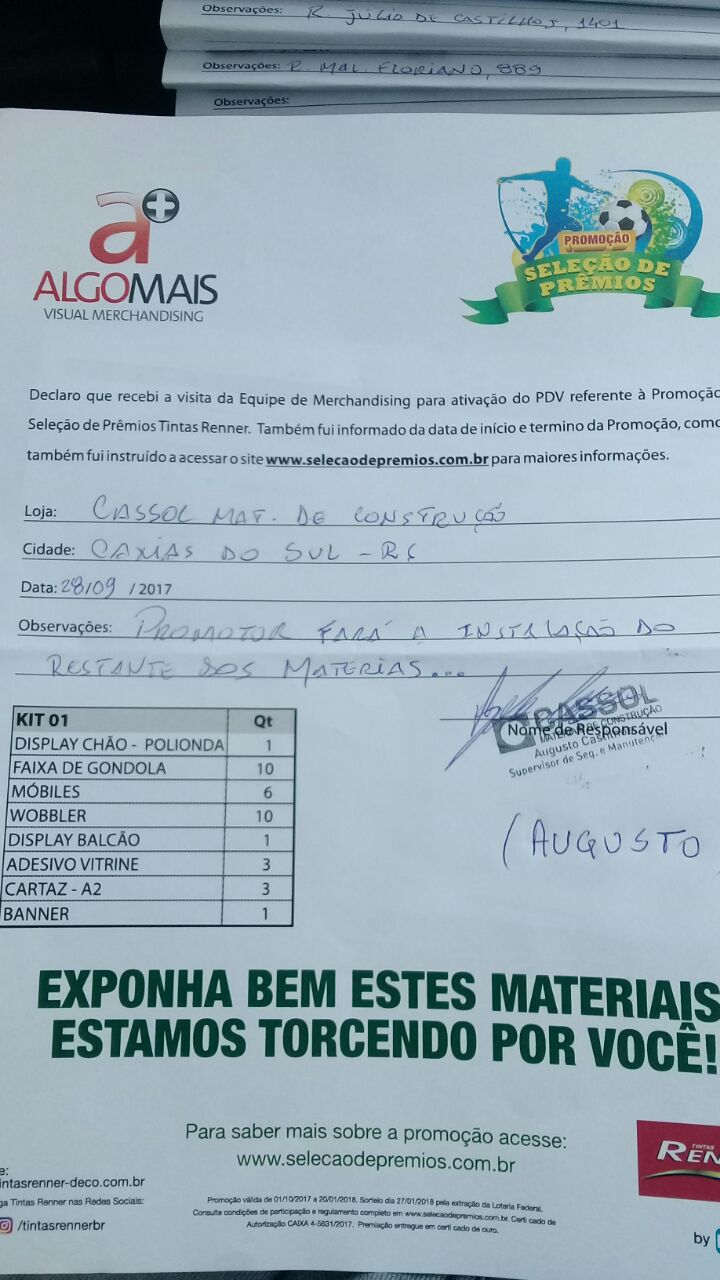 Observações: R. JÚLIO DE CASTILHOS, 1401
Observações: R. MAL. FLORIANO, 889
Observações:
a+
ALGOMAIS
VISUAL MERCHANDISING
PROMOÇÃO
SELEÇÃO DE
PRÊMIOS
Declaro que recebi a visita da Equipe de Merchandising para ativação do PDV referente à Promoção
Seleção de Prêmios Tintas Renner. Também fui informado da data de início e termino da Promoção, como
também fui instruído a acessar o site www.selecaodepremios.com.br para maiores informações.
Loja: CASSOL MAT. DE CONSTRUÇÃO
Cidade: CAXIAS DO SUL - RS
Data: 28/09 / 2017
Observações: PROMOTOR FARÁ A INSTALAÇÃO DO
RESTANTE DOS MATERIAS...
CASSOL
MATERIAIS DE CONSTRUÇÃO
Nome de Responsável
Augusto
Supervisor de Seg. e Manutenção
(AUGUSTO
KIT 01 Qt
DISPLAY CHÃO - POLIONDA 1
FAIXA DE GONDOLA 10
MÓBILES 6
WOBBLER 10
DISPLAY BALCÃO 1
ADESIVO VITRINE 3
CARTAZ - A2 3
BANNER 1
EXPONHA BEM ESTES MATERIAIS
ESTAMOS TORCENDO POR VOCÊ!
Para saber mais sobre a promoção acesse:
www.selecaodepremios.com.br
TINTAS
REN
e:
intasrenner-deco.com.br
ga Tintas Renner nas Redes Sociais:
/tintasrennerbr
Promoção válida de 01/10/2017 a 20/01/2018. Sorteio dia 27/01/2018 pela extração da Loteria Federal.
Consulte condições de participação e regulamento completo em www.selecaodepremios.com.br. Certi cado de
Autorização CAIXA 4-5631/2017. Premiação entregue em certi cado de ouro.
by